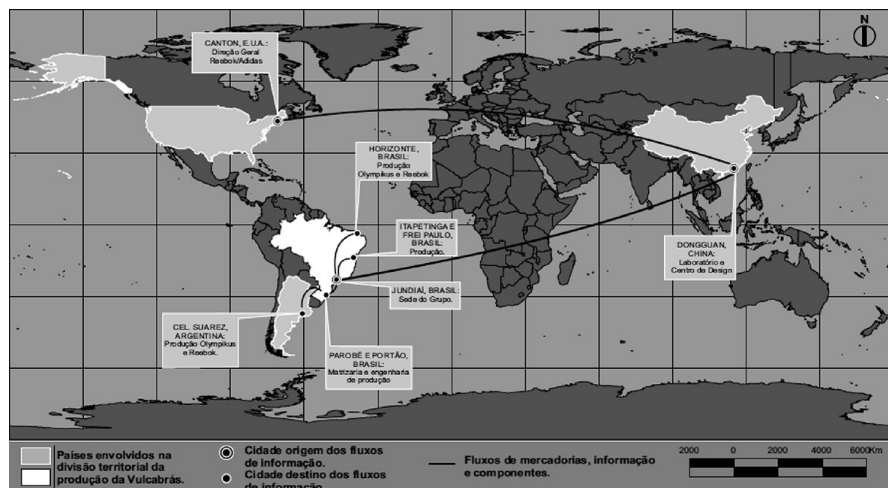 N
CANTON, E.U.A.:
Direção Geral
Reebok/Adidas
HORIZONTE,
BRASIL:
Produção
Olympikus e Reebok
ITAPETINGA E
FREI PAULO,
BRASIL:
Produção.
DONGGUAN,
CHINA:
Laboratório e
Centro de Design
JUNDIAÍ, BRASIL:
Sede do Grupo.
CEL. SUAREZ,
ARGENTINA:
Produção Olympikus
e Reebok.
PAROBÉ E PORTÃO,
BRASIL:
Matrizaria e engenharia
de produção
Países envolvidos na
divisão territorial da
produção da Vulcabrás.
Cidade origem dos fluxos
de informação.
Cidade destino dos fluxos
de informação.
Fluxos de mercadorias, informação
e componentes.
2000 0 2000 4000 6000Km